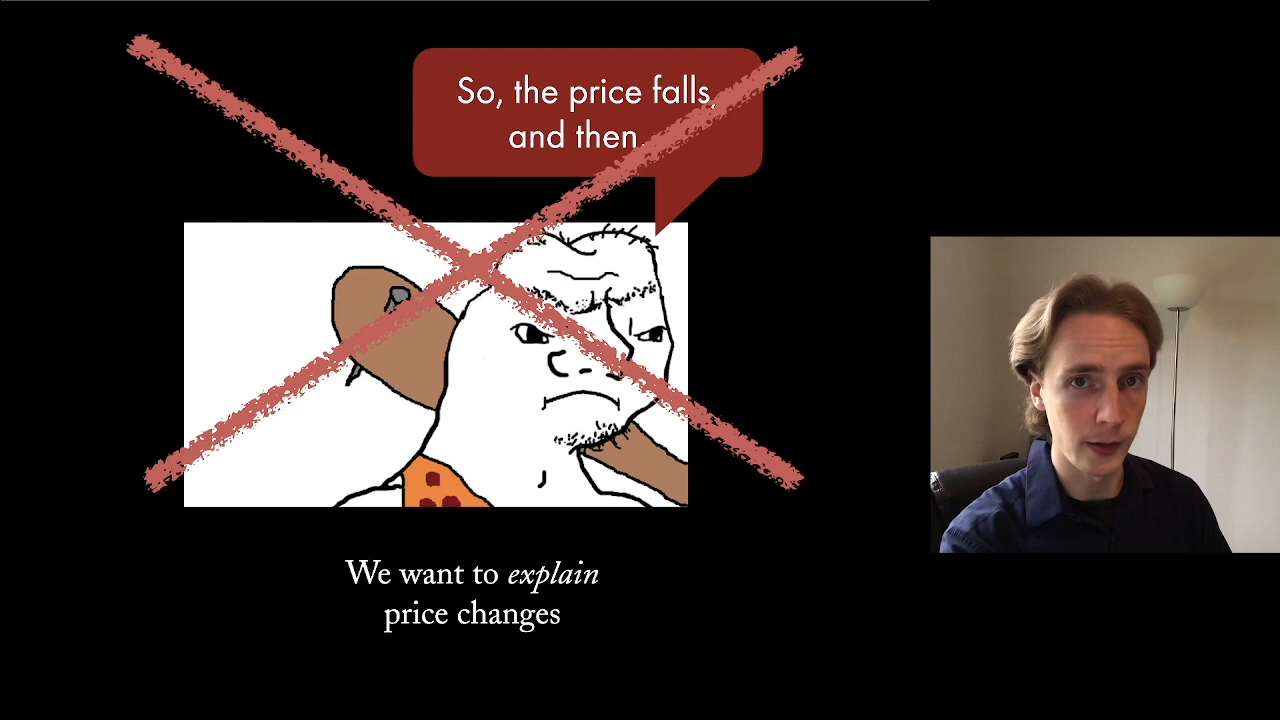 So, the price falls,
and then.
We want to explain
price changes